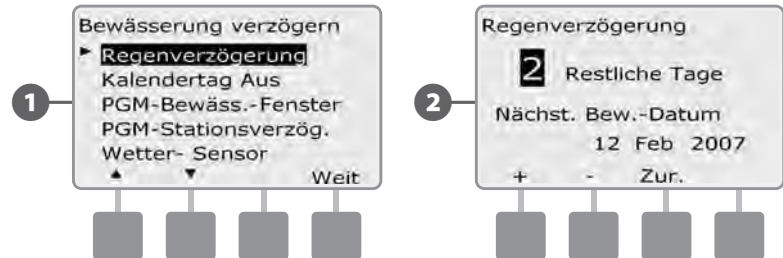 Bewässerung verzögern
Regenverzögerung
Kalendertag Aus
PGM-Bewäss.-Fenster
PGM-Stationsverzög.
Wetter- Sensor
Weit
1
Regenverzögerung
2 Restliche Tage
Nächst. Bew.-Datum
12 Feb 2007
+ - Zur.
2